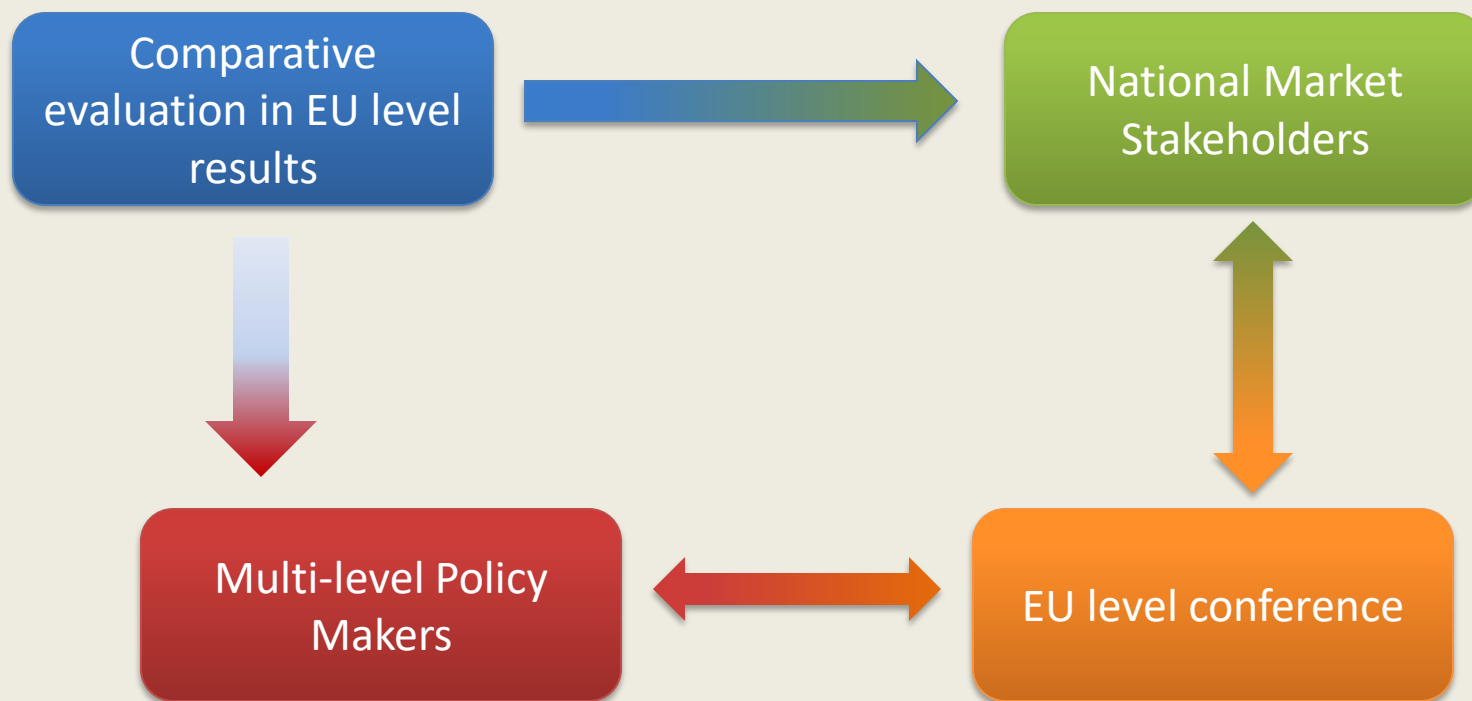 Comparative
evaluation in EU level
results
National Market
Stakeholders
Multi-level Policy
Makers
EU level conference